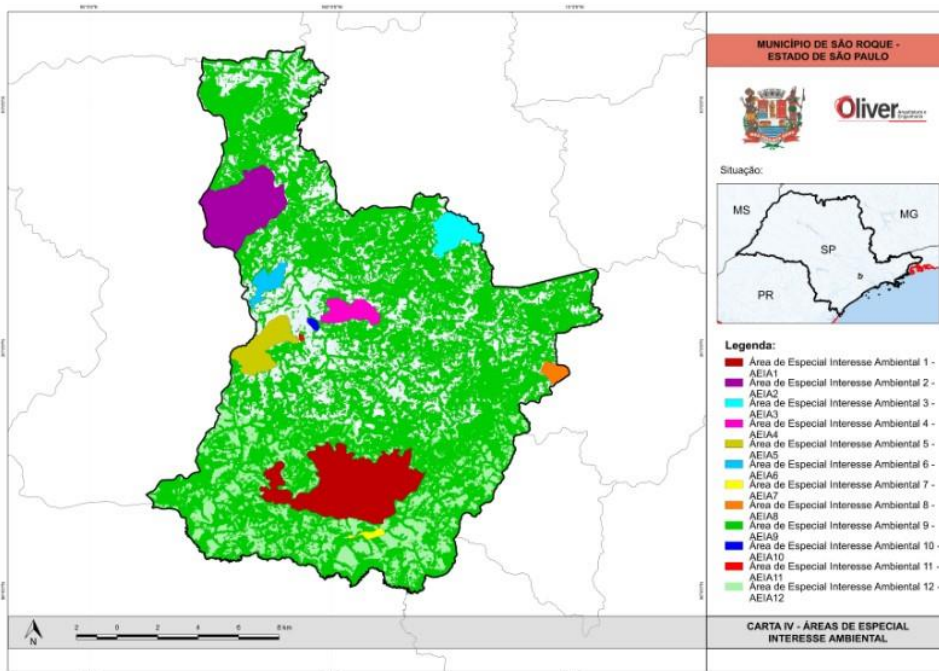 MUNICÍPIO DE SÃO ROQUE -
ESTADO DE SÃO PAULO
Oliver
Situação:
MS
MG
SP
PR
Legenda:
Área de Especial Interesse Ambiental 1 -
AEIA1
Área de Especial Interesse Ambiental 2 -
AEIA2
Área de Especial Interesse Ambiental 3 -
AEIA3
Área de Especial Interesse Ambiental 4 -
AEIA4
Área de Especial Interesse Ambiental 5 -
AEIA5
Área de Especial Interesse Ambiental 6 -
AEIA6
Área de Especial Interesse Ambiental 7 -
AEIA7
Área de Especial Interesse Ambiental 8 -
AEIA8
Área de Especial Interesse Ambiental 9 -
AEIA9
Área de Especial Interesse Ambiental 10 -
AEIA10
Área de Especial Interesse Ambiental 11 -
AEIA11
Área de Especial Interesse Ambiental 12 -
AEIA12
N
2 0 2 4 6 8 km
CARTA IV - ÁREAS DE ESPECIAL
INTERESSE AMBIENTAL